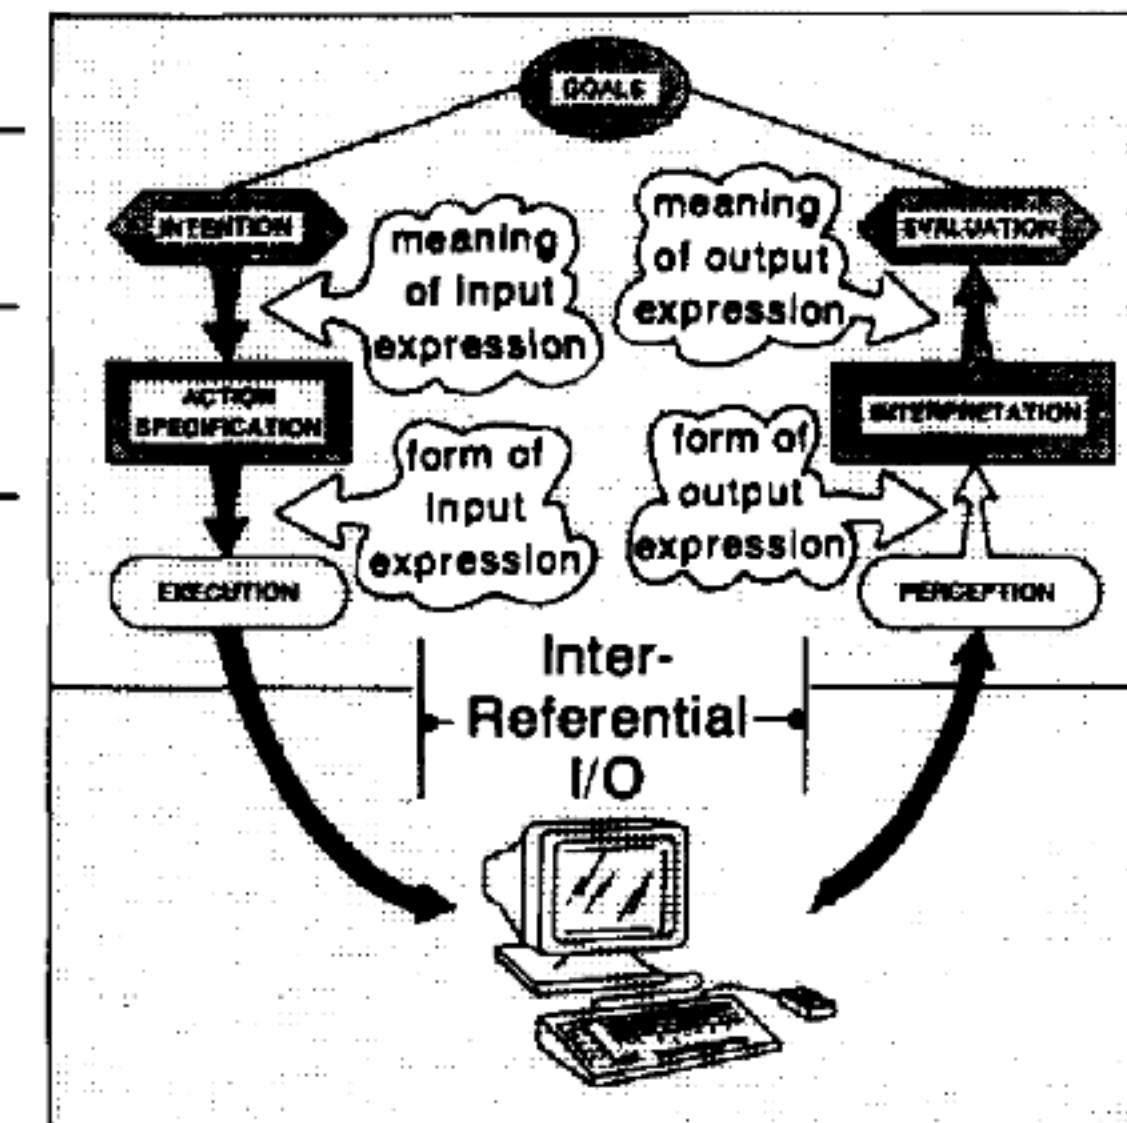 GOALS
INTENTION
meaning
of input
expression
meaning
of output
expression
EVALUATION
ACTION
SPECIFICATION
form of
input
expression
form of
output
expression
INTERPRETATION
EXECUTION
PERCEPTION
Inter-
Referential
I/O